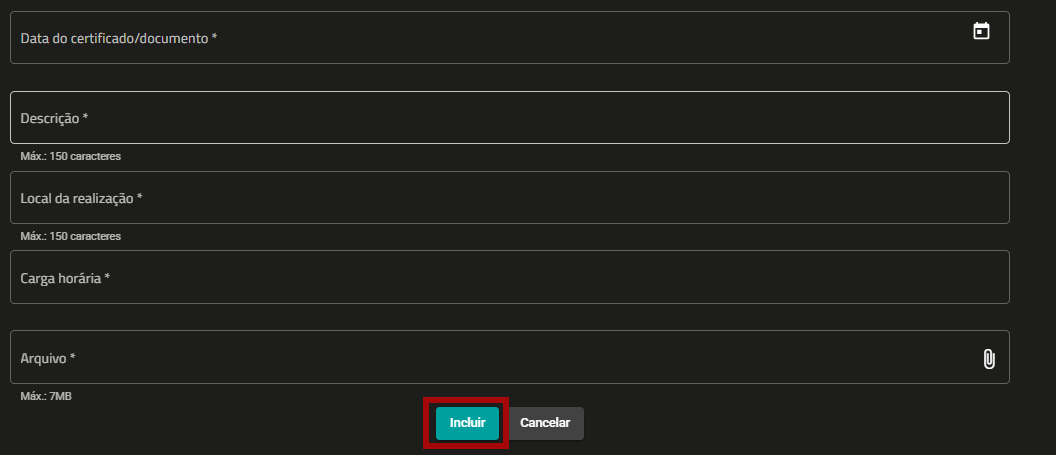 Data do certificado/documento *
Descrição *
Máx.: 150 caracteres
Local da realização *
Máx.: 150 caracteres
Carga horária *
Arquivo *
Máx.: 7MB
Incluir Cancelar